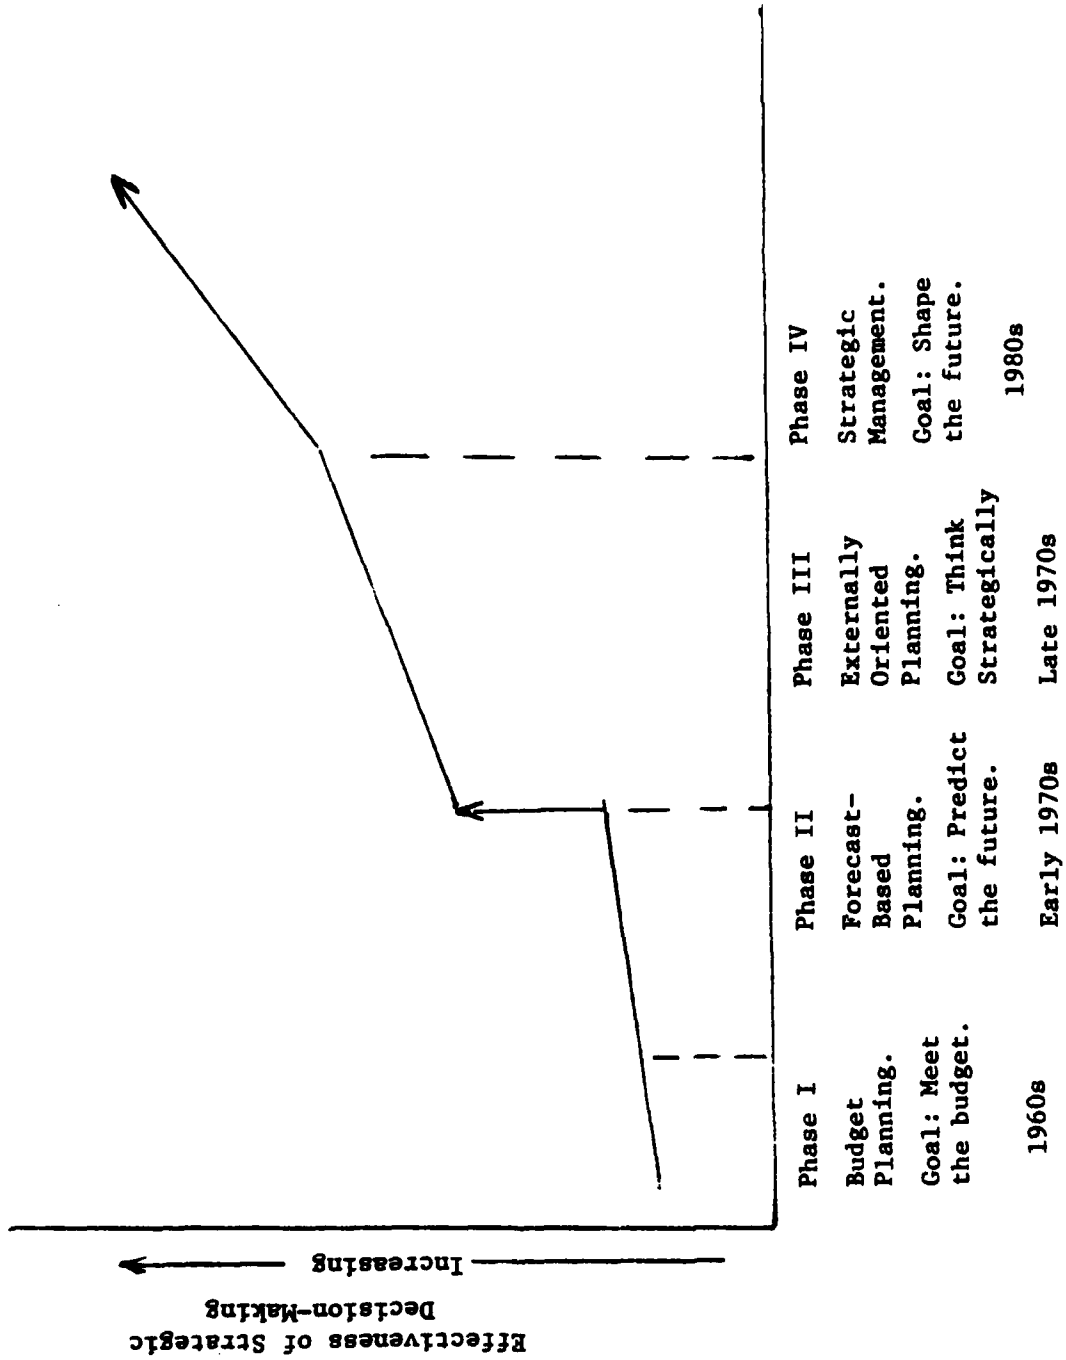 Effectiveness of Strategic
Decision-Making
Increasing
Phase I
Budget
Planning.
Goal: Meet
the budget.
1960s
Phase II
Forecast-
Based
Planning.
Goal: Predict
the future.
Early 1970s
Phase III
Externally
Oriented
Planning.
Goal: Think
Strategically
Late 1970s
Phase IV
Strategic
Management.
Goal: Shape
the future.
1980s